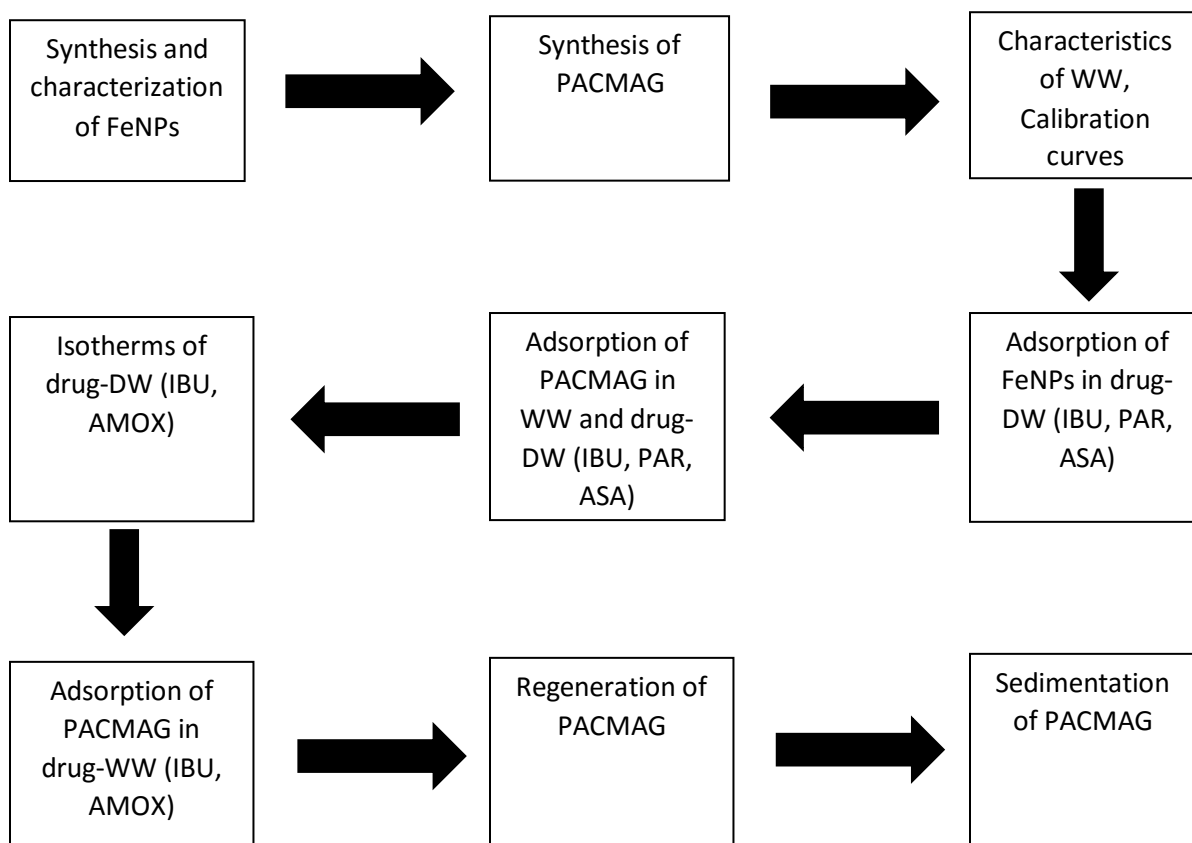 Synthesis and
characterization
of FeNPs
Synthesis of
PACMAG
Characteristics
of WW,
Calibration
curves
Adsorption of
FeNPs in drug-
DW (IBU, PAR,
ASA)
Adsorption of
PACMAG in
WW and drug-
DW (IBU, PAR,
ASA)
Isotherms of
drug-DW (IBU,
AMOX)
Adsorption of
PACMAG in
drug-WW (IBU,
AMOX)
Regeneration of
PACMAG
Sedimentation
of PACMAG